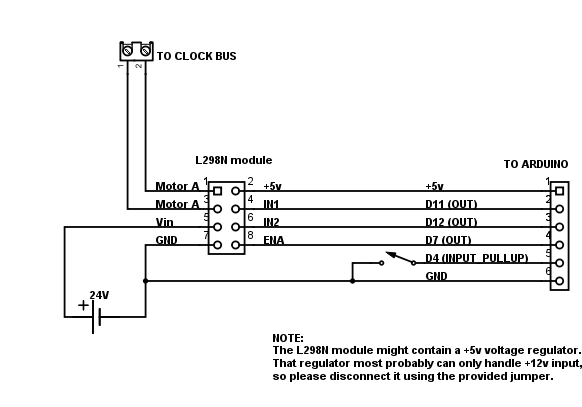 TO CLOCK BUS
1
2
L298N module
TO ARDUINO
Motor A 1 2 +5v +5v 1
Motor A 3 4 IN1 D11 (OUT) 2
Vin 5 6 IN2 D12 (OUT) 3
GND 7 8 ENA D7 (OUT) 4
D4 (INPUT_PULLUP) 5
GND 6
+ 24V
NOTE:
The L298N module might contain a +5v voltage regulator.
That regulator most probably can only handle +12v input,
so please disconnect it using the provided jumper.